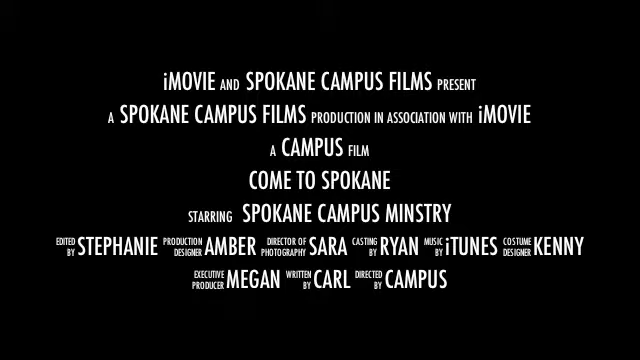 iMOVIE AND SPOKANE CAMPUS FILMS PRESENT
A SPOKANE CAMPUS FILMS PRODUCTION IN ASSOCIATION WITH iMOVIE
A CAMPUS FILM
COME TO SPOKANE
STARRING SPOKANE CAMPUS MINSTRY
EDITED BY STEPHANIE PRODUCTION DESIGNER AMBER DIRECTOR OF PHOTOGRAPHY SARA CASTING BY RYAN MUSIC BY iTUNES COSTUME DESIGNER KENNY
EXECUTIVE PRODUCER MEGAN WRITTEN BY CARL DIRECTED BY CAMPUS